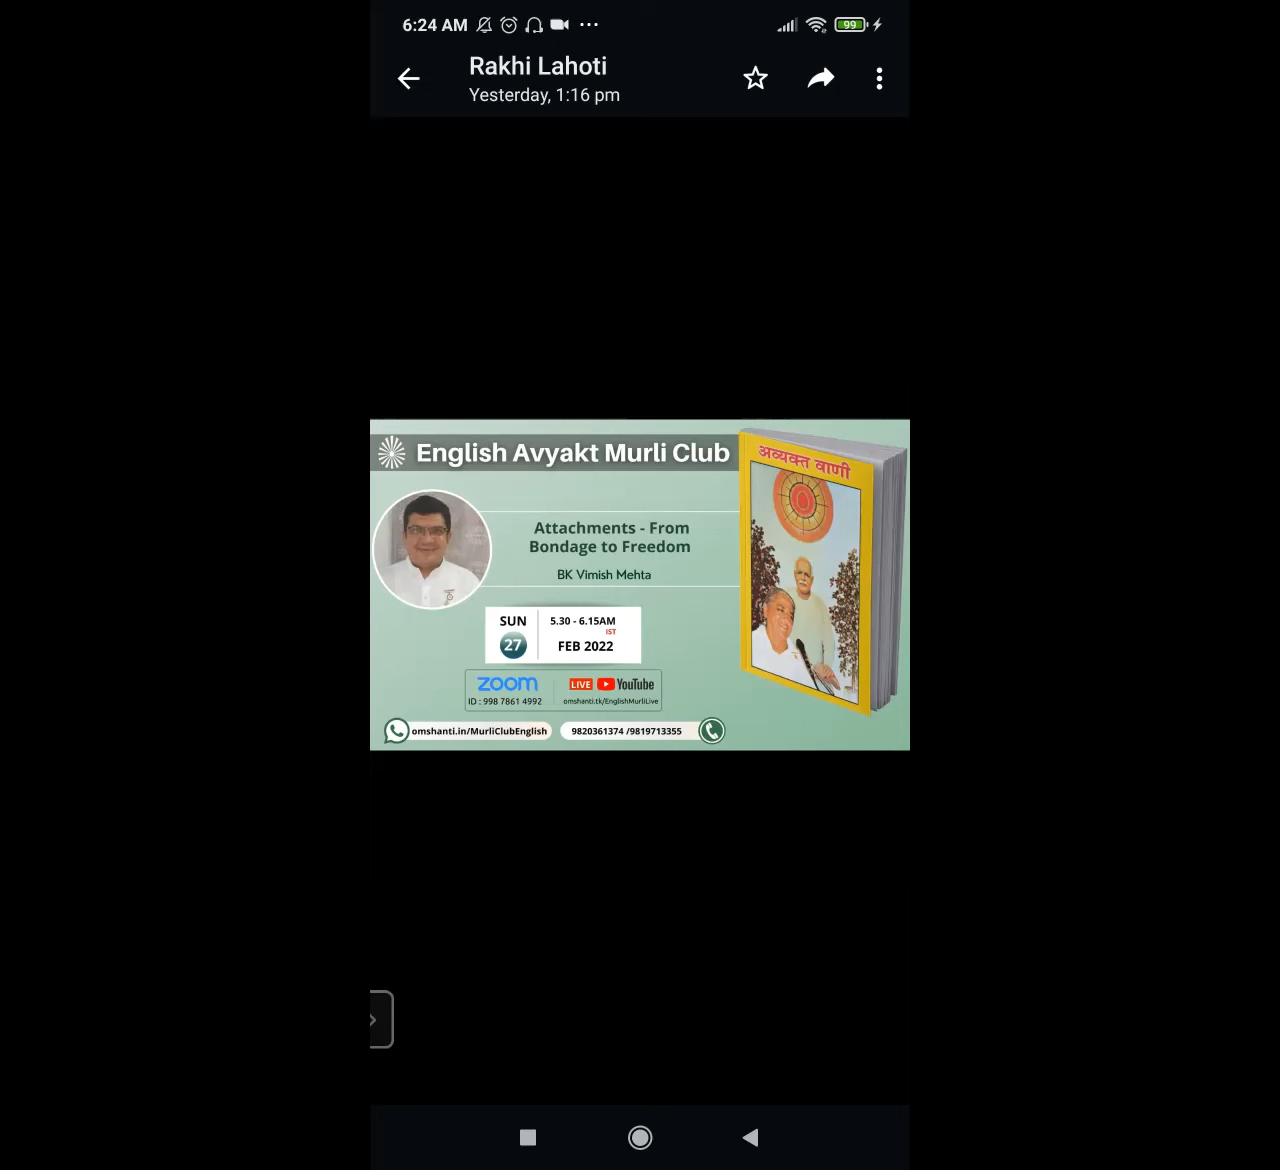 6:24 AM
99
Rakhi Lahoti
Yesterday, 1:16 pm
English Avyakt Murli Club
अव्यक्त वाणी
Attachments - From
Bondage to Freedom
BK Vimish Mehta
SUN
27
5.30 - 6.15AM
IST
FEB 2022
zoom
ID : 998 7861 4992
LIVE YouTube
omshanti.tk/EnglishMurliLive
omshanti.in/MurliClubEnglish
9820361374 /9819713355